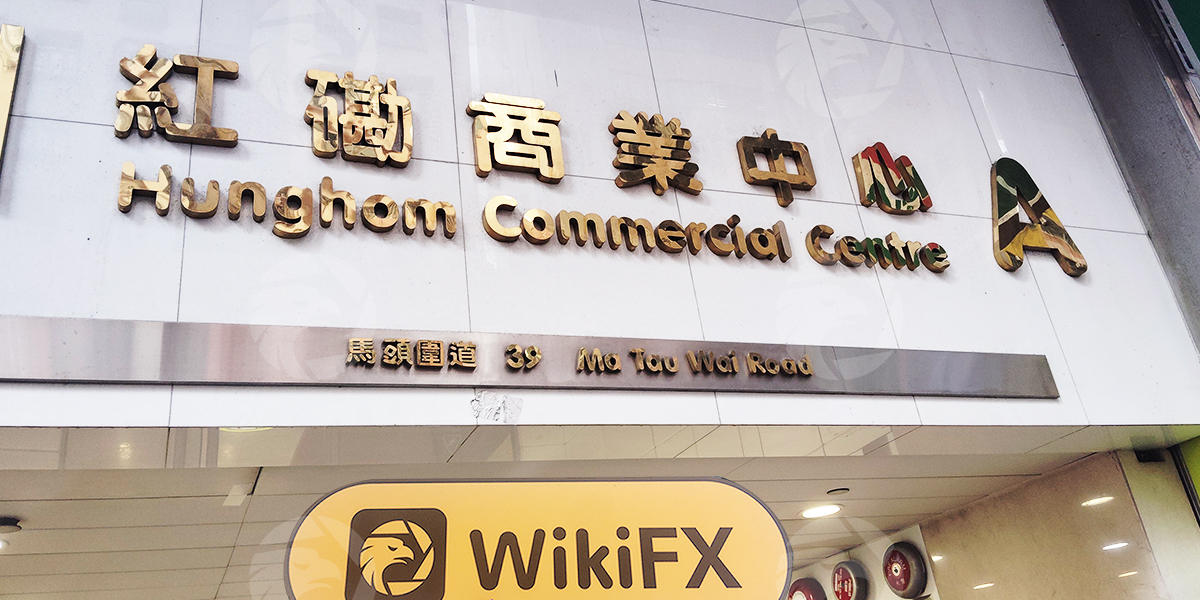 紅磡商業中心 A
Hunghom Commercial Centre
馬頭圍道 39 Ma Tau Wai Road
WikiFX